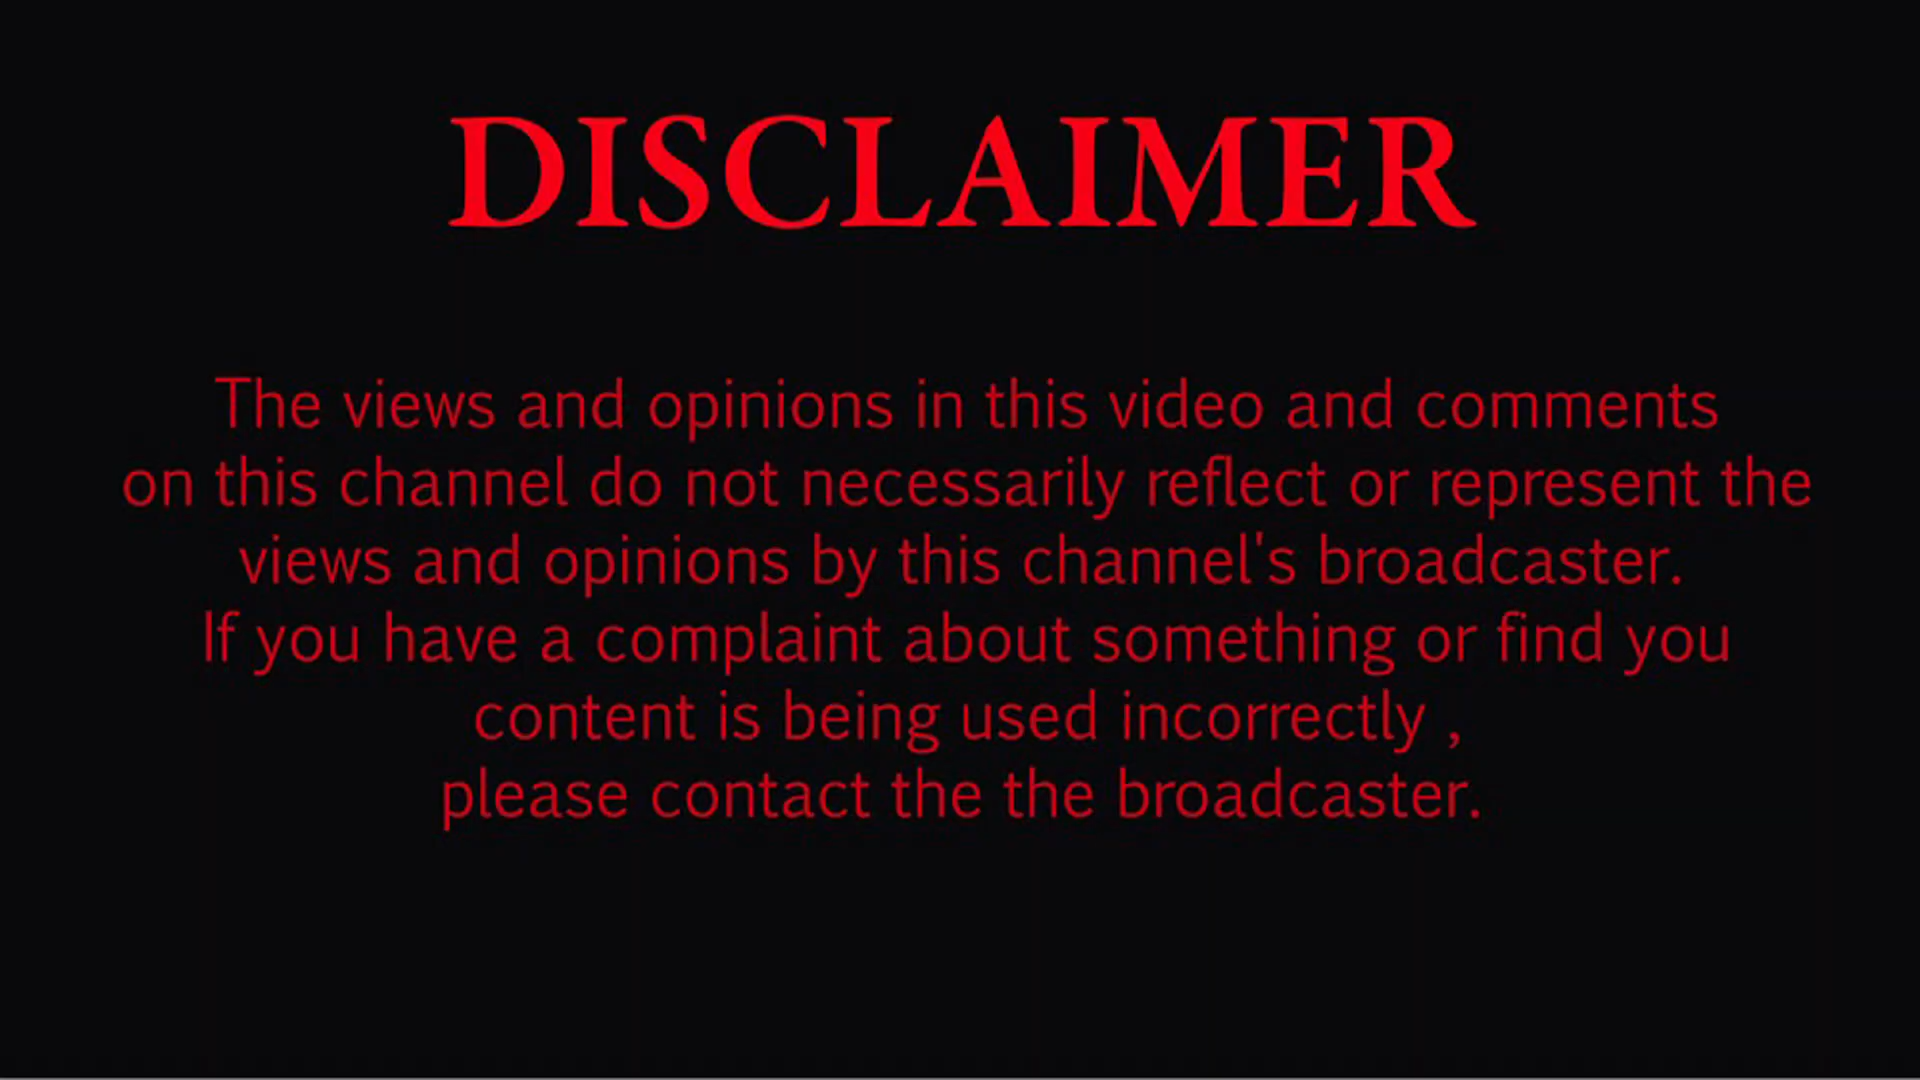 DISCLAIMER
The views and opinions in this video and comments
on this channel do not necessarily reflect or represent the
views and opinions by this channel's broadcaster.
If you have a complaint about something or find you
content is being used incorrectly ,
please contact the the broadcaster.